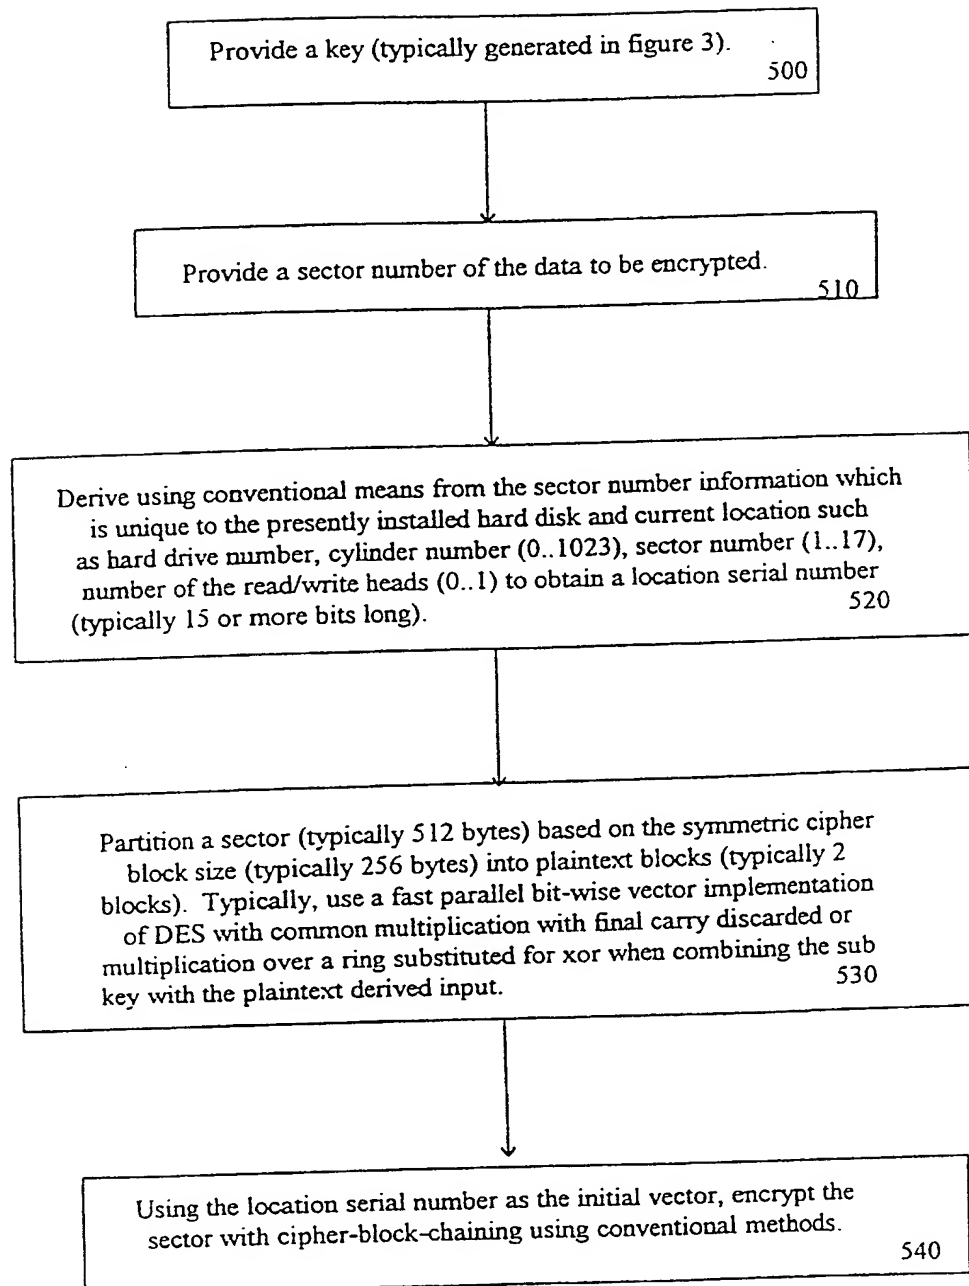 Provide a key (typically generated in figure 3).
500
Provide a sector number of the data to be encrypted.
510
Derive using conventional means from the sector number information which
is unique to the presently installed hard disk and current location such
as hard drive number, cylinder number (0..1023), sector number (1..17),
number of the read/write heads (0..1) to obtain a location serial number
(typically 15 or more bits long).
520
Partition a sector (typically 512 bytes) based on the symmetric cipher
block size (typically 256 bytes) into plaintext blocks (typically 2
blocks). Typically, use a fast parallel bit-wise vector implementation
of DES with common multiplication with final carry discarded or
multiplication over a ring substituted for xor when combining the sub
key with the plaintext derived input.
530
Using the location serial number as the initial vector, encrypt the
sector with cipher-block-chaining using conventional methods.
540